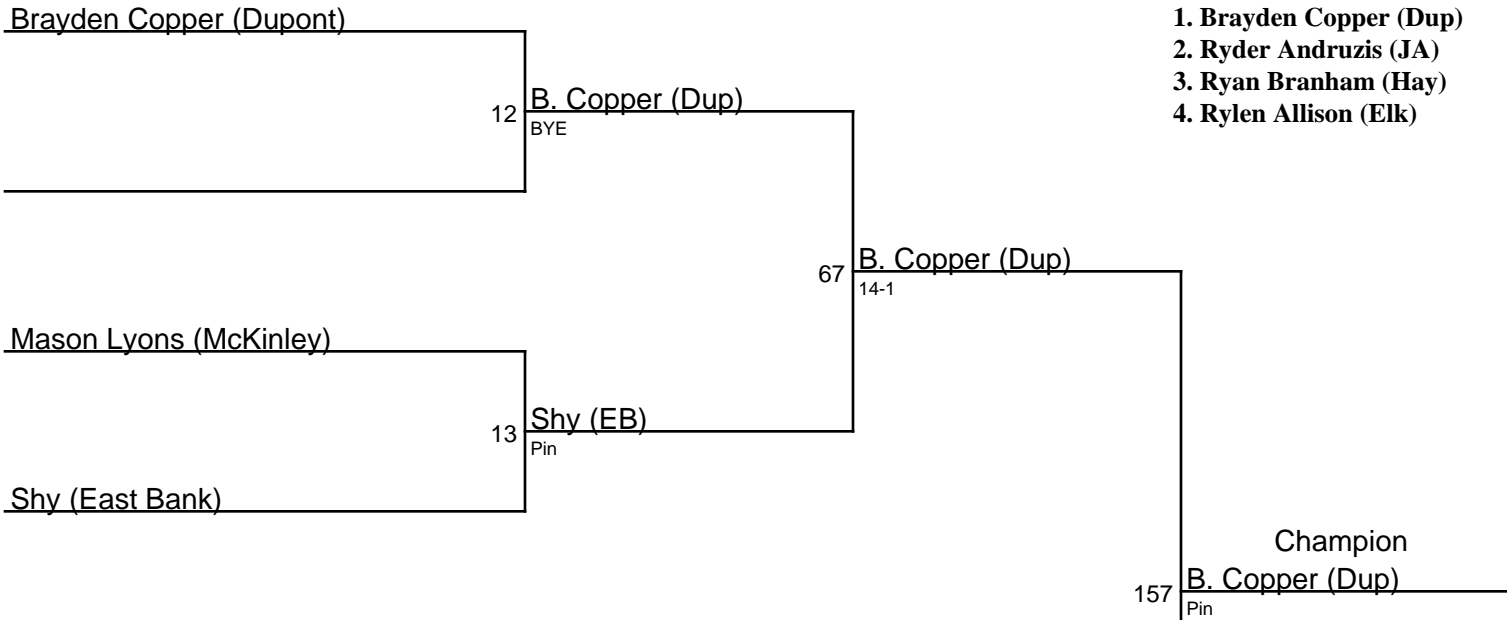 Brayden Copper (Dupont)
1. Brayden Copper (Dup)
2. Ryder Andruzis (JA)
3. Ryan Branham (Hay)
4. Rylen Allison (Elk)
12 B. Copper (Dup)
BYE
67 B. Copper (Dup)
14-1
Mason Lyons (McKinley)
13 Shy (EB)
Pin
Shy (East Bank)
Champion
157 B. Copper (Dup)
Pin